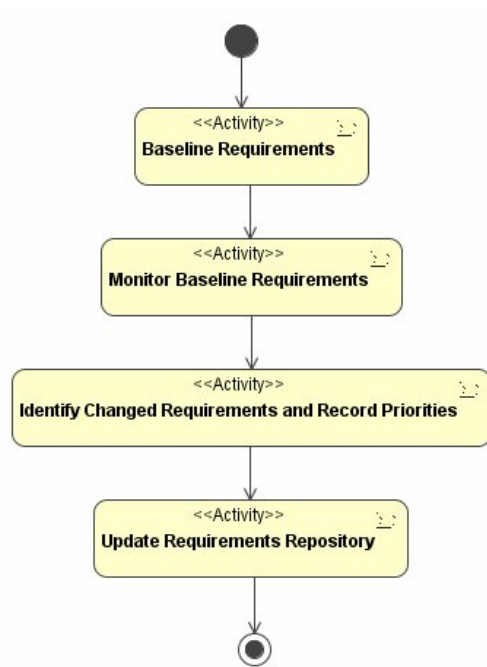 <<Activity>>
Baseline Requirements
<<Activity>>
Monitor Baseline Requirements
<<Activity>>
Identify Changed Requirements and Record Priorities
<<Activity>>
Update Requirements Repository